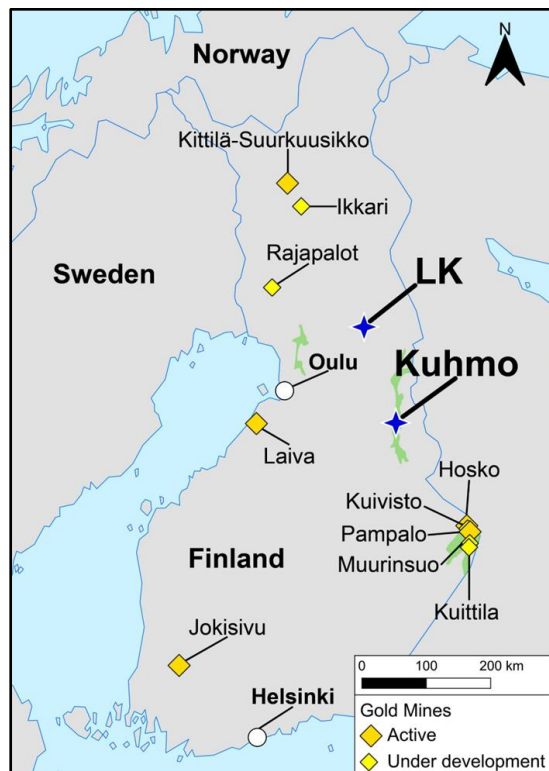 Norway
N
Kittilä-Suurkuusikko
Ikkari
Rajapalot
Sweden
LK
Oulu
Kuhmo
Laiva
Hosko
Kuivisto
Pampalo
Finland
Muurinsuo
Kuittila
Jokisivu
Helsinki
0 100 200 km
Gold Mines
Active
Under development